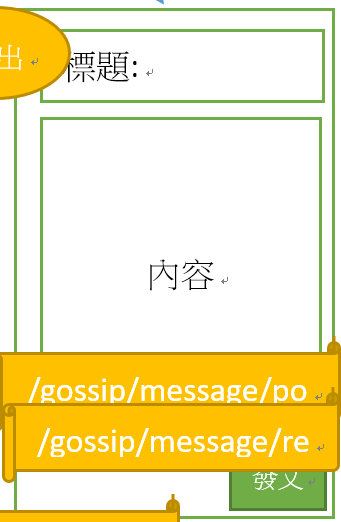 出
標題:
內容
/gossip/message/po
/gossip/message/re
發文